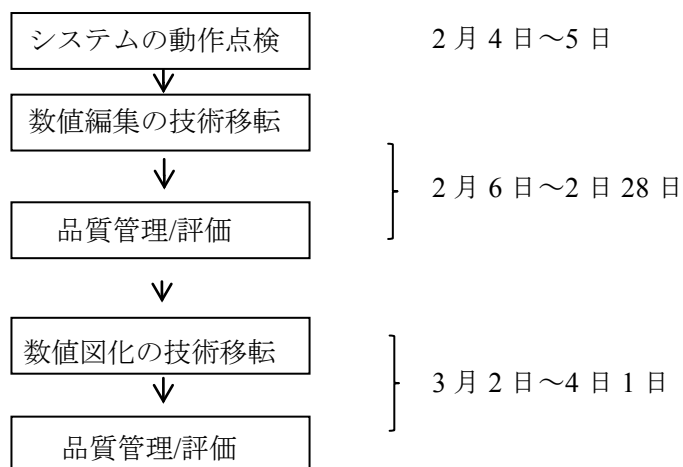 システムの動作点検
2月4日～5日
数値編集の技術移転
2月6日～2日28日
品質管理/評価
数値図化の技術移転
3月2日～4日1日
品質管理/評価